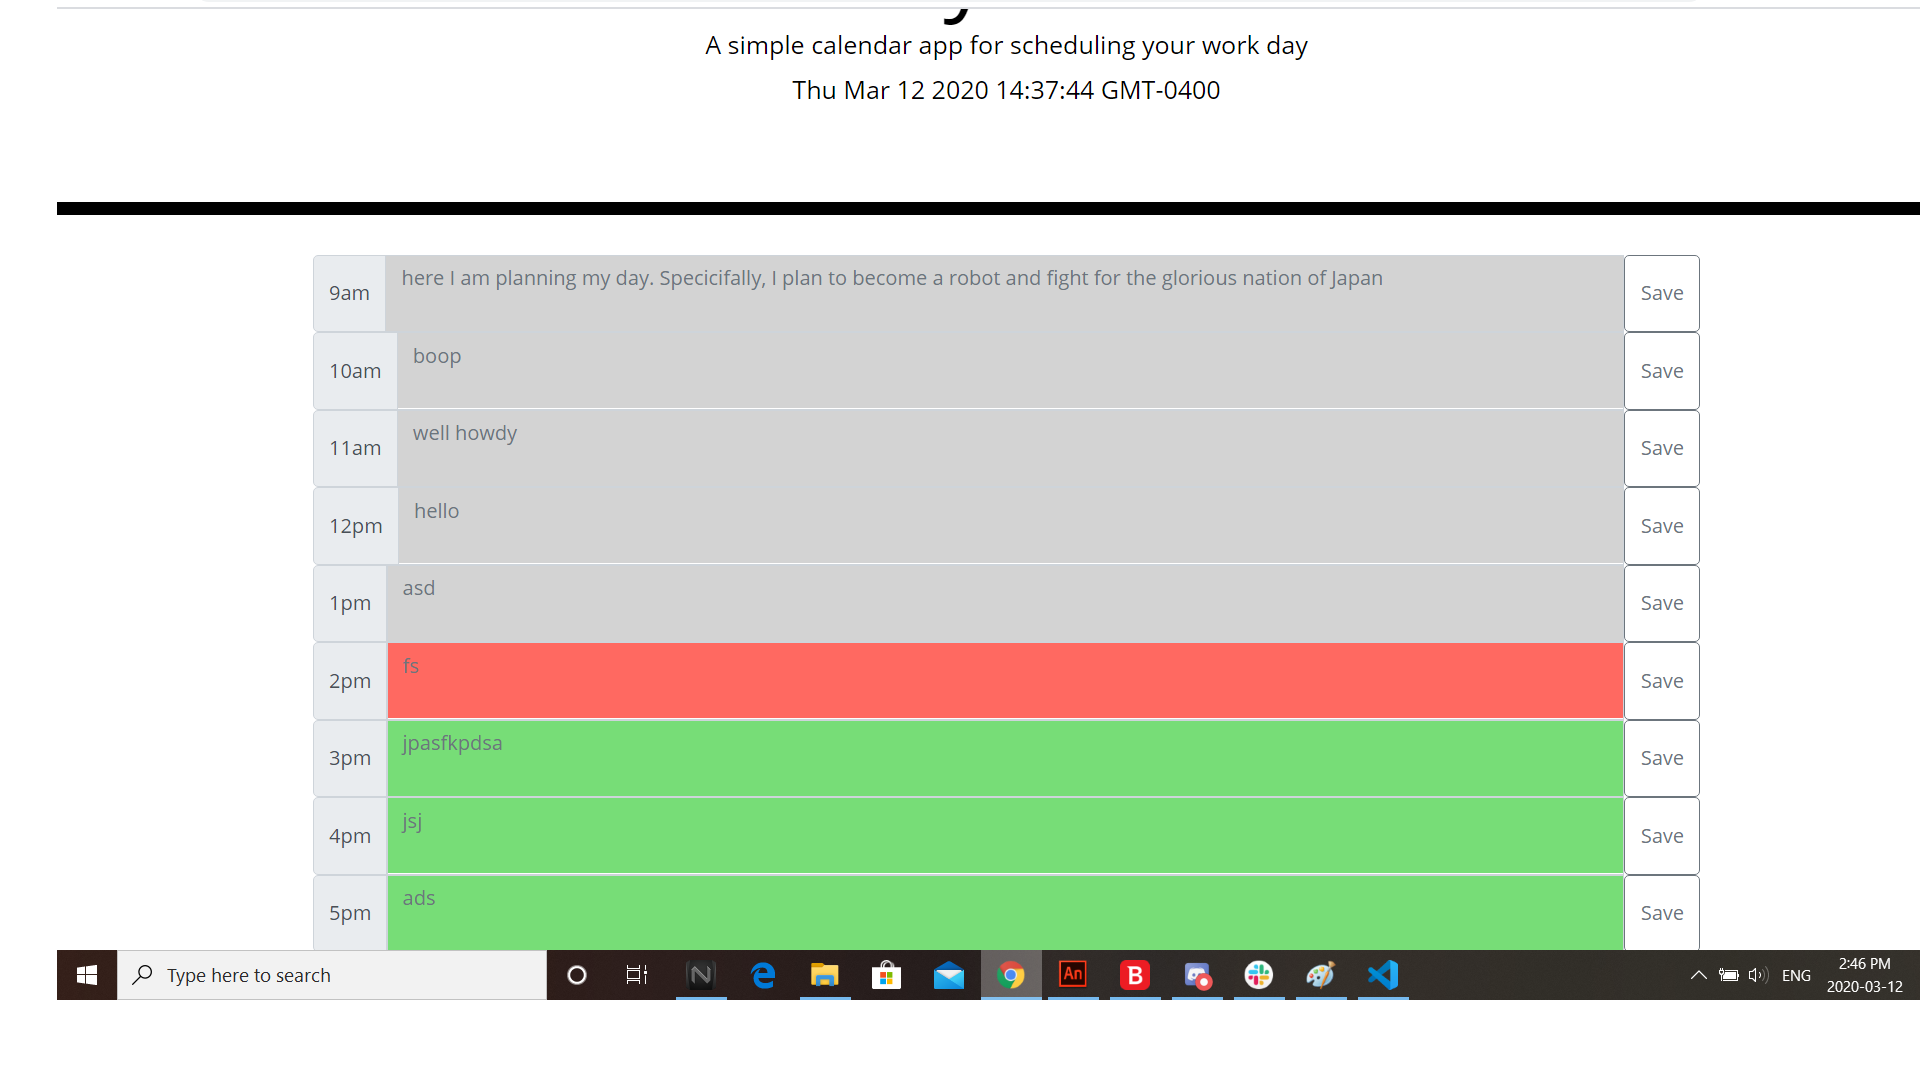 A simple calendar app for scheduling your work day
Thu Mar 12 2020 14:37:44 GMT-0400
9am here I am planning my day. Specicifally, I plan to become a robot and fight for the glorious nation of Japan Save
10am boop Save
11am well howdy Save
12pm hello Save
1pm asd Save
2pm fs Save
3pm jpasfkpdsa Save
4pm jsj Save
5pm ads Save
Type here to search N An B ENG 2:46 PM
2020-03-12